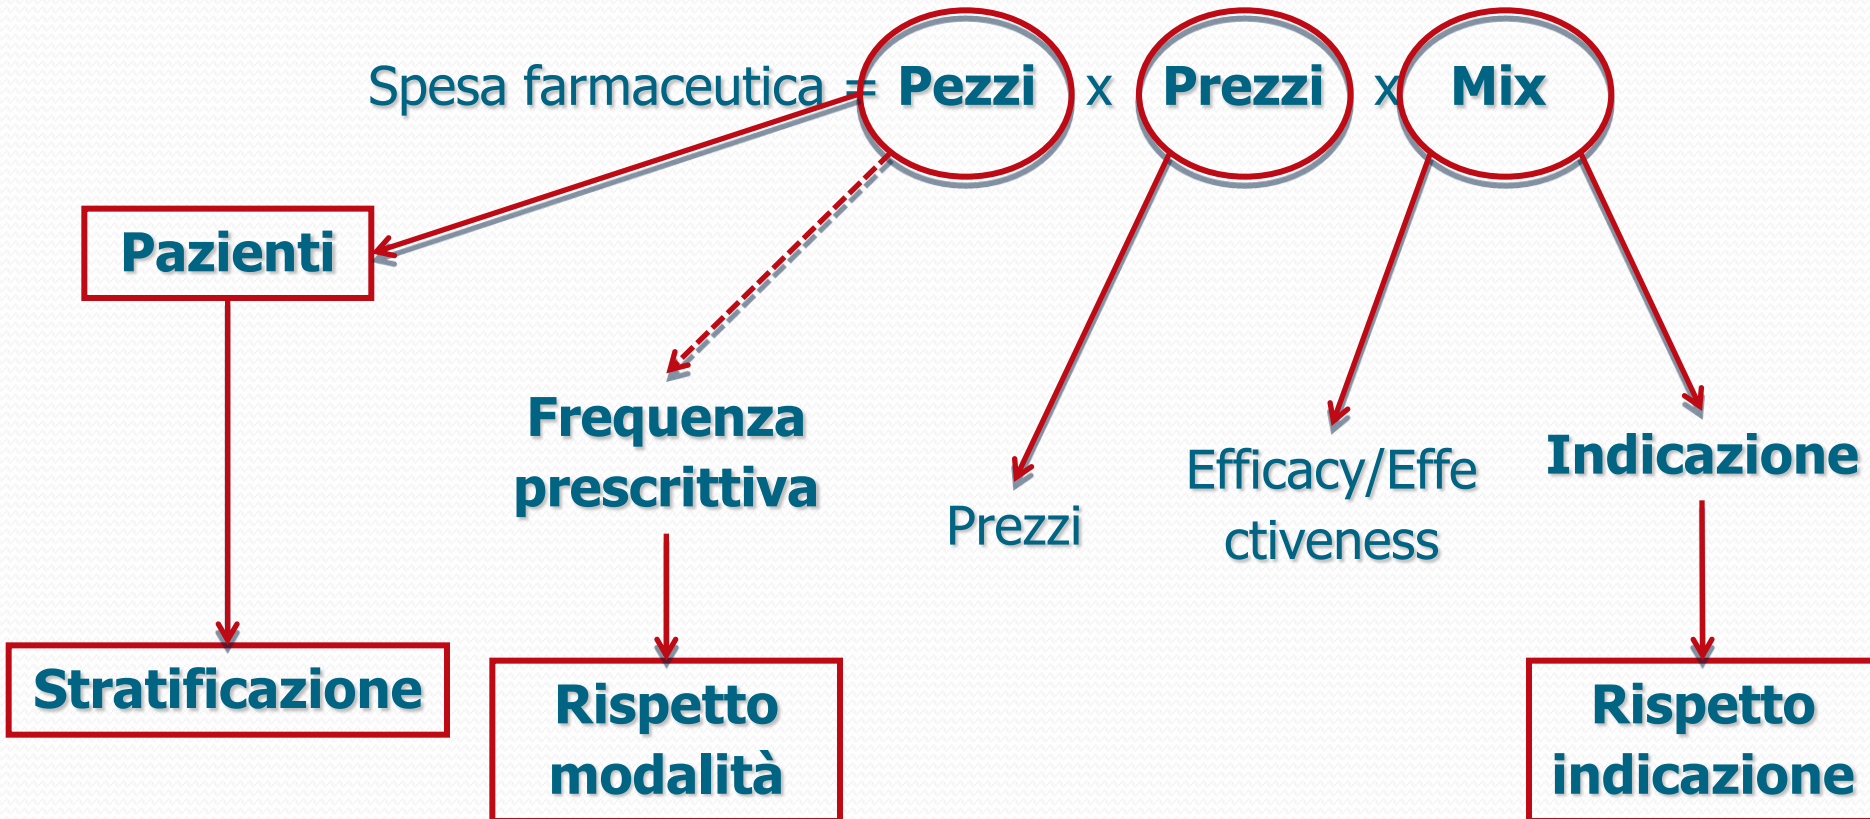 Spesa farmaceutica = Pezzi x Prezzi x Mix
Pazienti
Frequenza
prescrittiva
Prezzi
Efficacy/Effe
ctiveness
Indicazione
Stratificazione
Rispetto
modalità
Rispetto
indicazione